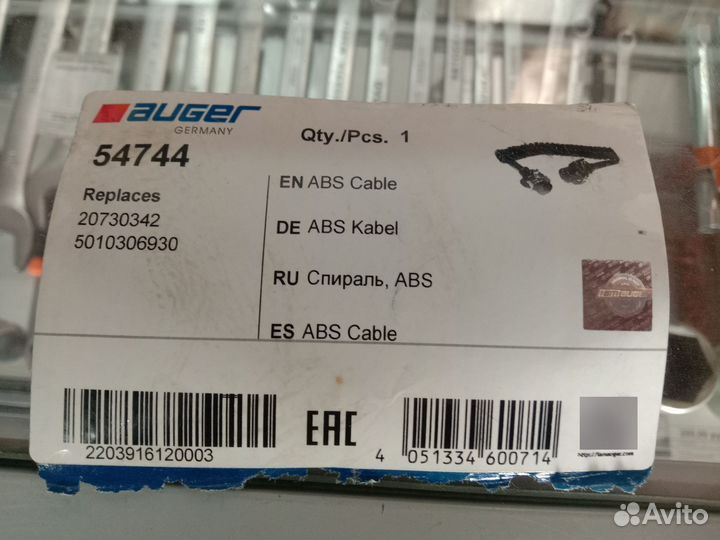 AUGER
GERMANY
54744
Qty./Pcs. 1
Replaces
20730342
5010306930
EN ABS Cable
DE ABS Kabel
RU Спираль, ABS
ES ABS Cable
2203916120003
EAC
4 051334 600714
Avito